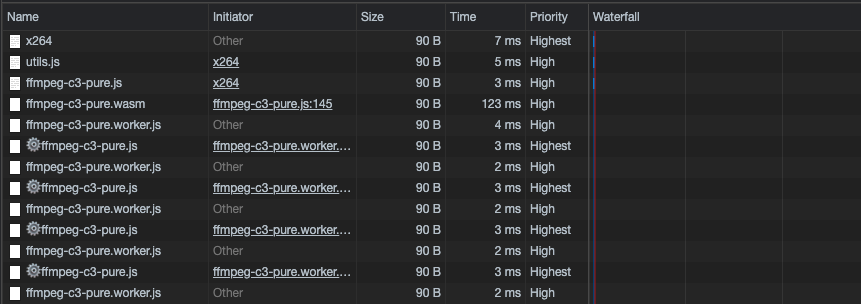 Name Initiator Size Time Priority Waterfall
x264 Other 90 B 7 ms Highest
utils.js x264 90 B 5 ms High
ffmpeg-c3-pure.js x264 90 B 3 ms High
ffmpeg-c3-pure.wasm ffmpeg-c3-pure.js:145 90 B 123 ms High
ffmpeg-c3-pure.worker.js Other 90 B 4 ms High
ffmpeg-c3-pure.js ffmpeg-c3-pure.worker.… 90 B 3 ms Highest
ffmpeg-c3-pure.worker.js Other 90 B 2 ms High
ffmpeg-c3-pure.js ffmpeg-c3-pure.worker.… 90 B 3 ms Highest
ffmpeg-c3-pure.worker.js Other 90 B 2 ms High
ffmpeg-c3-pure.js ffmpeg-c3-pure.worker.… 90 B 3 ms Highest
ffmpeg-c3-pure.worker.js Other 90 B 2 ms High
ffmpeg-c3-pure.js ffmpeg-c3-pure.worker.… 90 B 3 ms Highest
ffmpeg-c3-pure.worker.js Other 90 B 2 ms High